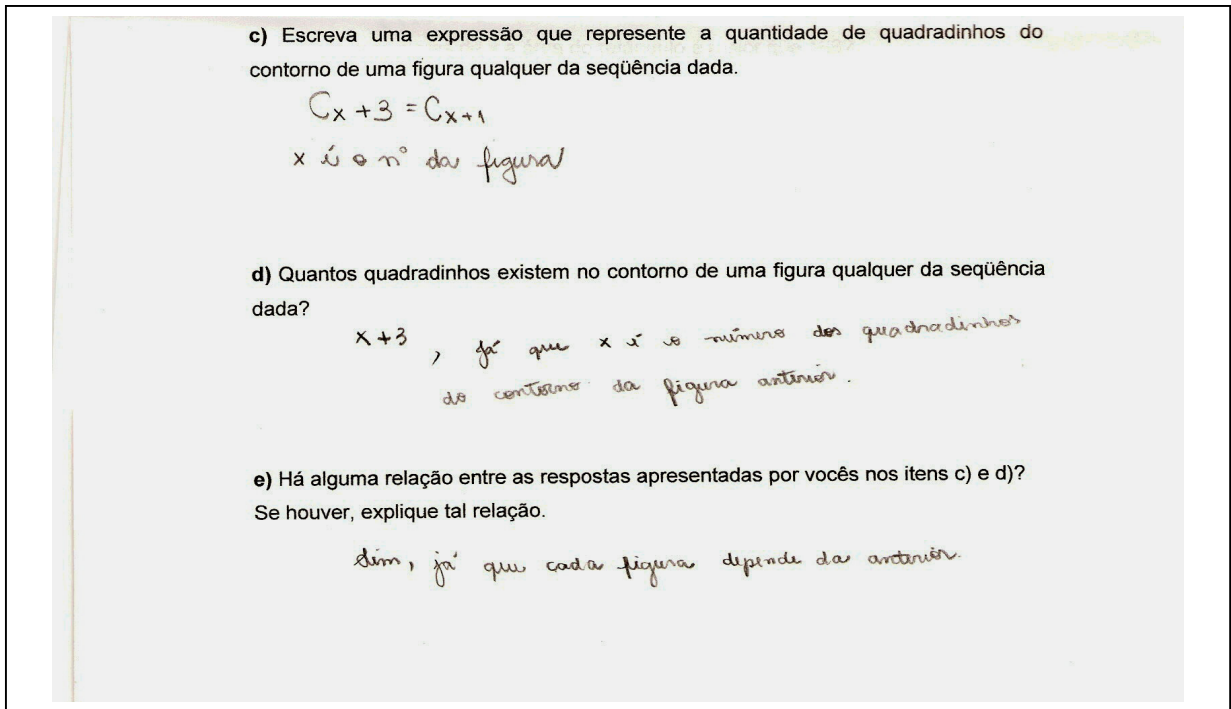 c) Escreva uma expressão que represente a quantidade de quadradinhos do
contorno de uma figura qualquer da seqüência dada.
Cx + 3 = Cx+1
x é o nº da figura
d) Quantos quadradinhos existem no contorno de uma figura qualquer da seqüência
dada?
x + 3 , já que x é o número dos quadradinhos
do contorno da figura anterior.
e) Há alguma relação entre as respostas apresentadas por vocês nos itens c) e d)?
Se houver, explique tal relação.
Sim, já que cada figura depende da anterior.